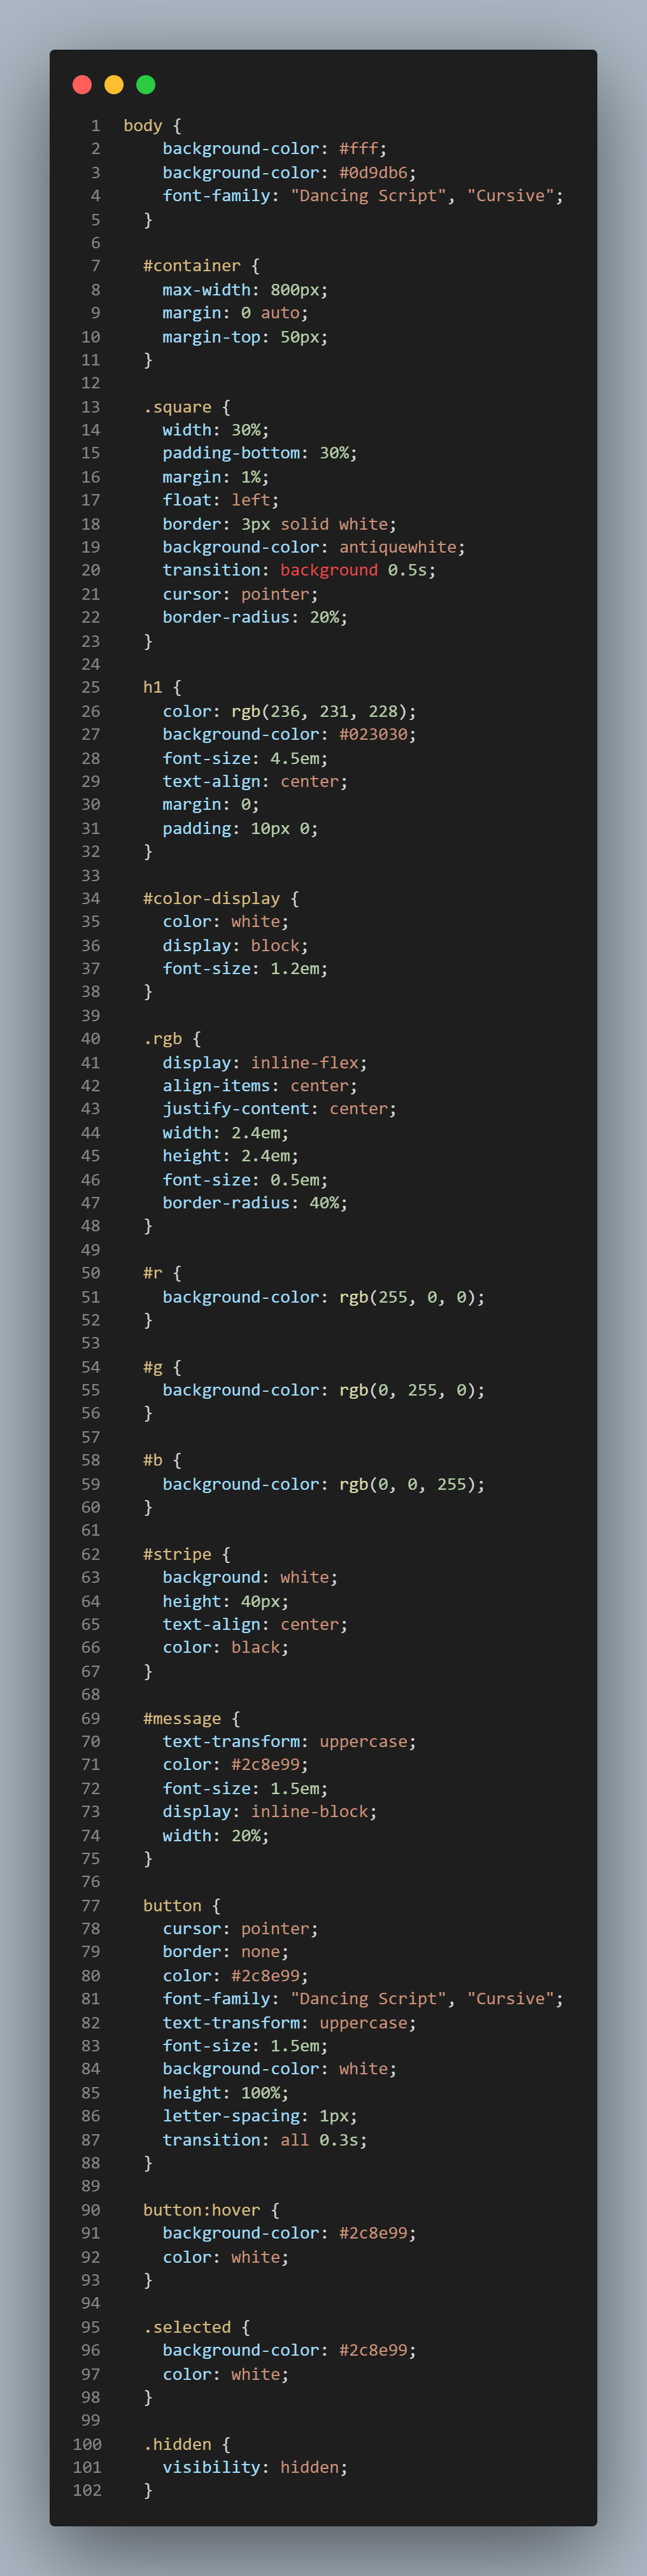 1 body {
2     background-color: #fff;
3     background-color: #0d9db6;
4     font-family: "Dancing Script", "Cursive";
5   }
6
7   #container {
8     max-width: 800px;
9     margin: 0 auto;
10     margin-top: 50px;
11   }
12
13   .square {
14     width: 30%;
15     padding-bottom: 30%;
16     margin: 1%;
17     float: left;
18     border: 3px solid white;
19     background-color: antiquewhite;
20     transition: background 0.5s;
21     cursor: pointer;
22     border-radius: 20%;
23   }
24
25   h1 {
26     color: rgb(236, 231, 228);
27     background-color: #023030;
28     font-size: 4.5em;
29     text-align: center;
30     margin: 0;
31     padding: 10px 0;
32   }
33
34   #color-display {
35     color: white;
36     display: block;
37     font-size: 1.2em;
38   }
39
40   .rgb {
41     display: inline-flex;
42     align-items: center;
43     justify-content: center;
44     width: 2.4em;
45     height: 2.4em;
46     font-size: 0.5em;
47     border-radius: 40%;
48   }
49
50   #r {
51     background-color: rgb(255, 0, 0);
52   }
53
54   #g {
55     background-color: rgb(0, 255, 0);
56   }
57
58   #b {
59     background-color: rgb(0, 0, 255);
60   }
61
62   #stripe {
63     background: white;
64     height: 40px;
65     text-align: center;
66     color: black;
67   }
68
69   #message {
70     text-transform: uppercase;
71     color: #2c8e99;
72     font-size: 1.5em;
73     display: inline-block;
74     width: 20%;
75   }
76
77   button {
78     cursor: pointer;
79     border: none;
80     color: #2c8e99;
81     font-family: "Dancing Script", "Cursive";
82     text-transform: uppercase;
83     font-size: 1.5em;
84     background-color: white;
85     height: 100%;
86     letter-spacing: 1px;
87     transition: all 0.3s;
88   }
89
90   button:hover {
91     background-color: #2c8e99;
92     color: white;
93   }
94
95   .selected {
96     background-color: #2c8e99;
97     color: white;
98   }
99
100   .hidden {
101     visibility: hidden;
102   }